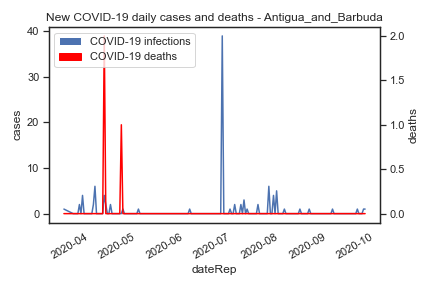 New COVID-19 daily cases and deaths - Antigua_and_Barbuda
COVID-19 infections
COVID-19 deaths
40
30
20
10
0
cases
2.0
1.5
1.0
0.5
0.0
deaths
2020-04
2020-05
2020-06
2020-07
2020-08
2020-09
2020-10
dateRep